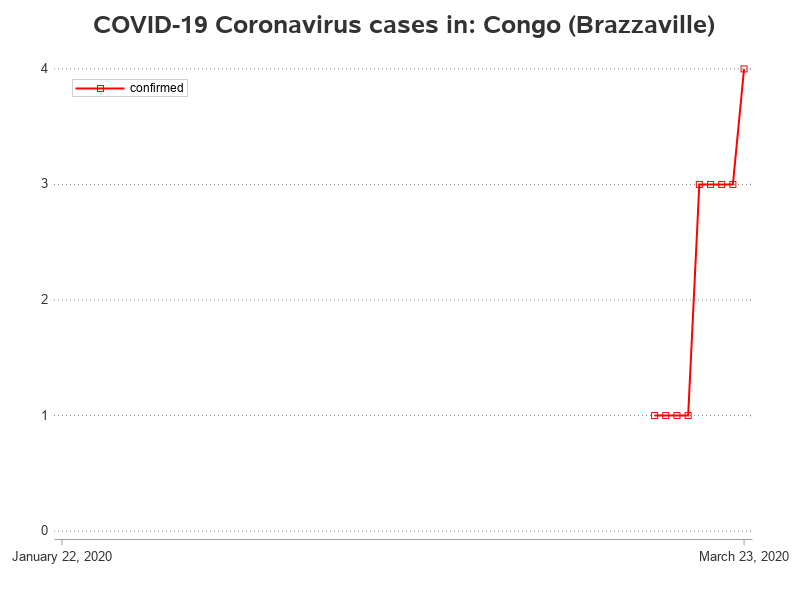 COVID-19 Coronavirus cases in: Congo (Brazzaville)
4
confirmed
3
2
1
0
January 22, 2020
March 23, 2020